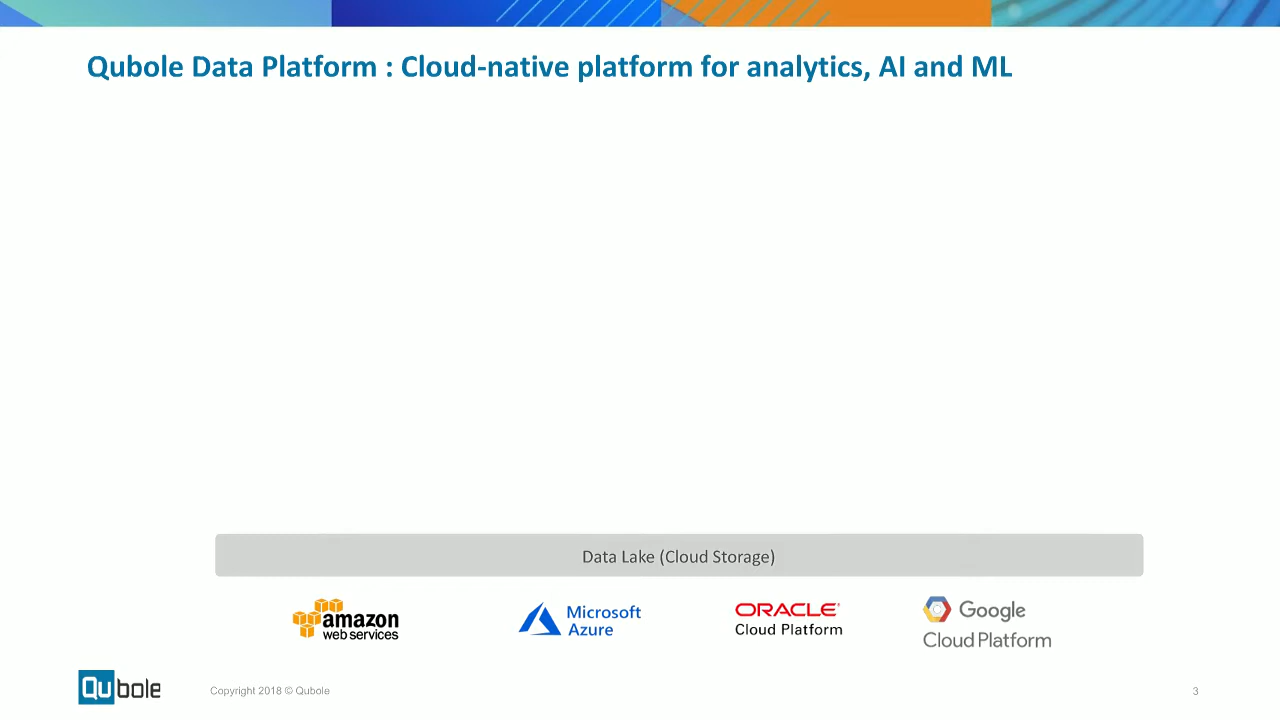 Qubole Data Platform : Cloud-native platform for analytics, AI and ML
Data Lake (Cloud Storage)
amazon
web services
Microsoft
Azure
ORACLE
Cloud Platform
Google
Cloud Platform
Qubole
Copyright 2018 © Qubole
3